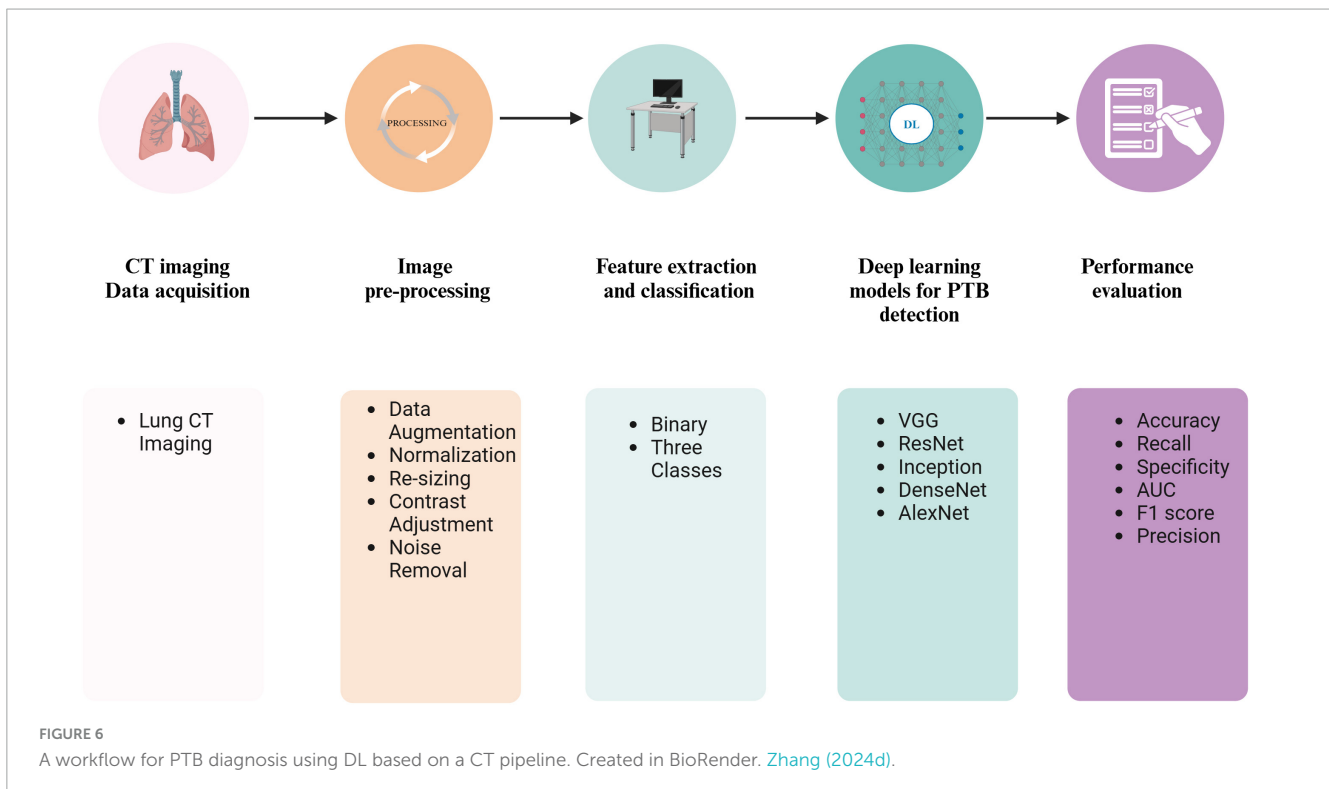 PROCESSING
DL
CT imaging
Data acquisition
Image
pre-processing
Feature extraction
and classification
Deep learning
models for PTB
detection
Performance
evaluation
• Lung CT
Imaging
• Data
Augmentation
• Normalization
• Re-sizing
• Contrast
Adjustment
• Noise
Removal
• Binary
• Three
Classes
• VGG
• ResNet
• Inception
• DenseNet
• AlexNet
• Accuracy
• Recall
• Specificity
• AUC
• F1 score
• Precision
FIGURE 6
A workflow for PTB diagnosis using DL based on a CT pipeline. Created in BioRender. Zhang (2024d).